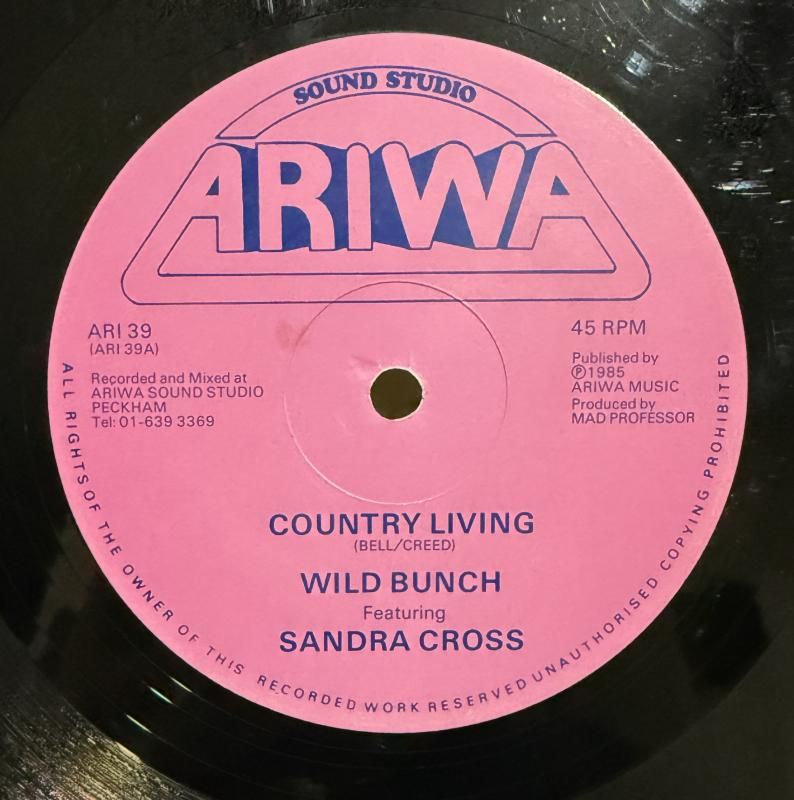 SOUND STUDIO
ARIWA
ARI 39
(ARI 39A)
Recorded and Mixed at
ARIWA SOUND STUDIO
PECKHAM
Tel: 01-639 3369
45 RPM
Published by
Ⓟ1985
ARIWA MUSIC
Produced by
MAD PROFESSOR
COUNTRY LIVING
(BELL/CREED)
WILD BUNCH
Featuring
SANDRA CROSS
ALL RIGHTS OF THE OWNER OF THIS RECORDED WORK RESERVED UNAUTHORISED COPYING PROHIBITED